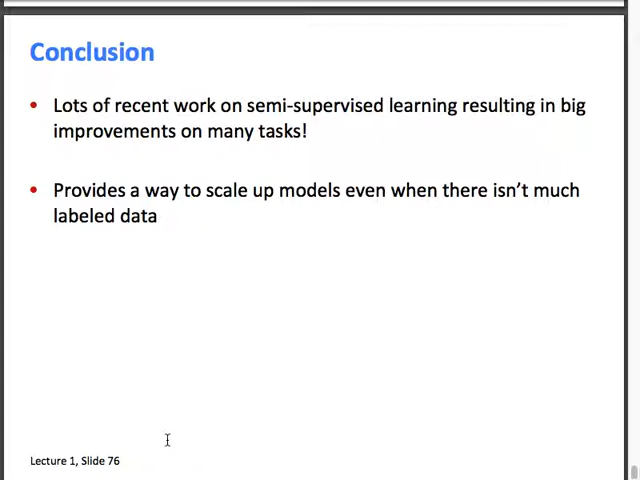 Conclusion
• Lots of recent work on semi-supervised learning resulting in big
improvements on many tasks!
• Provides a way to scale up models even when there isn’t much
labeled data
Lecture 1, Slide 76